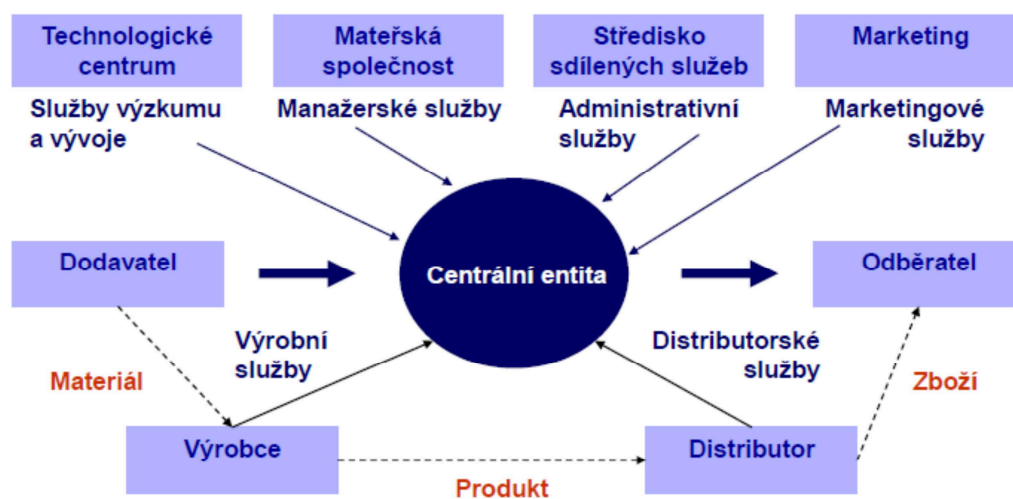 Technologické
centrum
Mateřská
společnost
Středisko
sdílených služeb
Marketing
Služby výzkumu
a vývoje
Manažerské služby
Administrativní
služby
Marketingové
služby
Dodavatel
Centrální entita
Odběratel
Výrobní
služby
Distributorské
služby
Materiál
Zboží
Výrobce
Distributor
Produkt